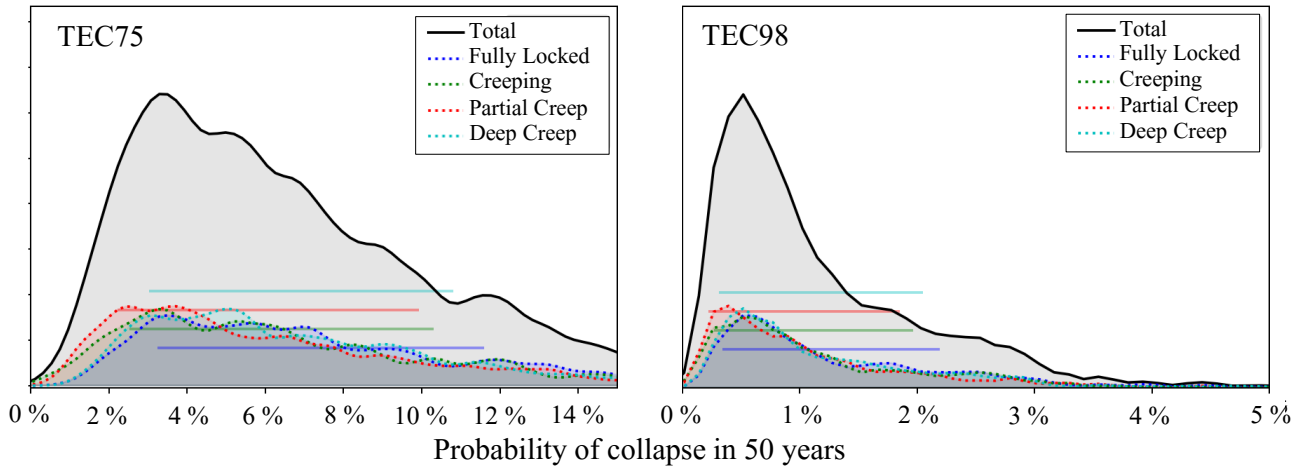 TEC75
Total
Fully Locked
Creeping
Partial Creep
Deep Creep
0 % 2 % 4 % 6 % 8 % 10 % 12 % 14 %
TEC98
Total
Fully Locked
Creeping
Partial Creep
Deep Creep
0 % 1 % 2 % 3 % 4 % 5 %
Probability of collapse in 50 years